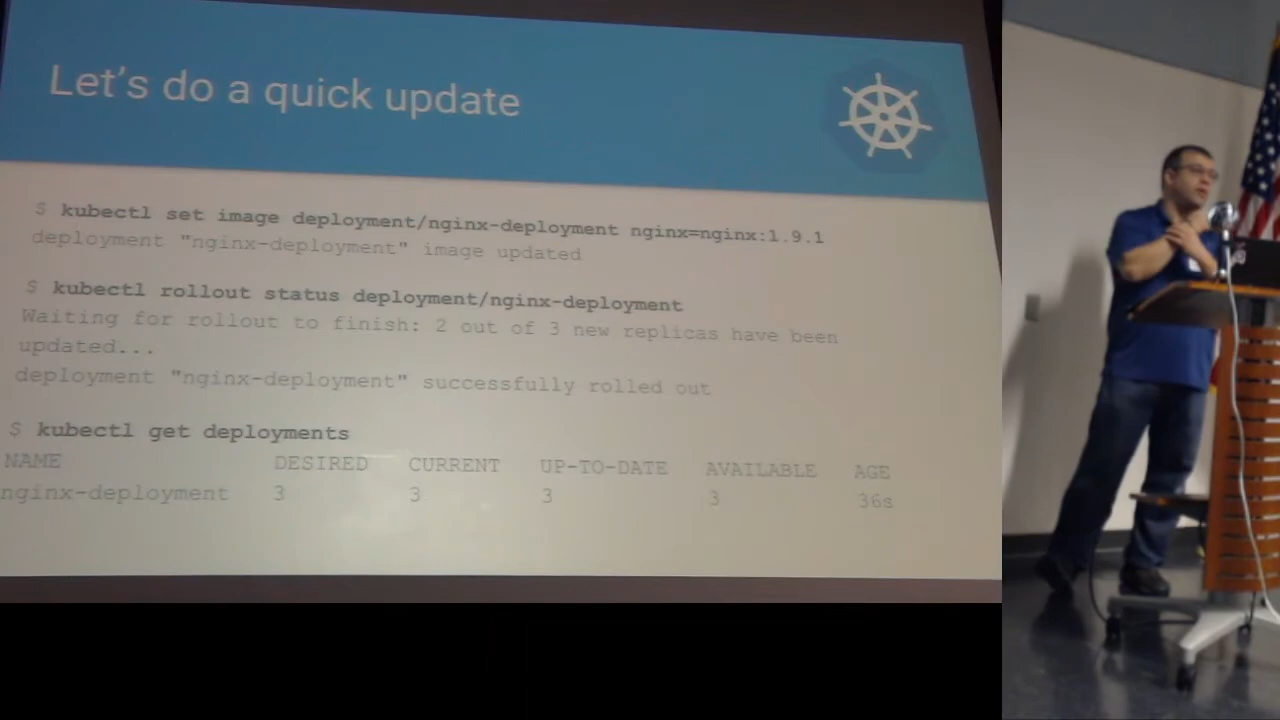 Let's do a quick update
$ kubectl set image deployment/nginx-deployment nginx=nginx:1.9.1
deployment "nginx-deployment" image updated
$ kubectl rollout status deployment/nginx-deployment
Waiting for rollout to finish: 2 out of 3 new replicas have been
updated...
deployment "nginx-deployment" successfully rolled out
$ kubectl get deployments
NAME DESIRED CURRENT UP-TO-DATE AVAILABLE AGE
nginx-deployment 3 3 3 3 36s